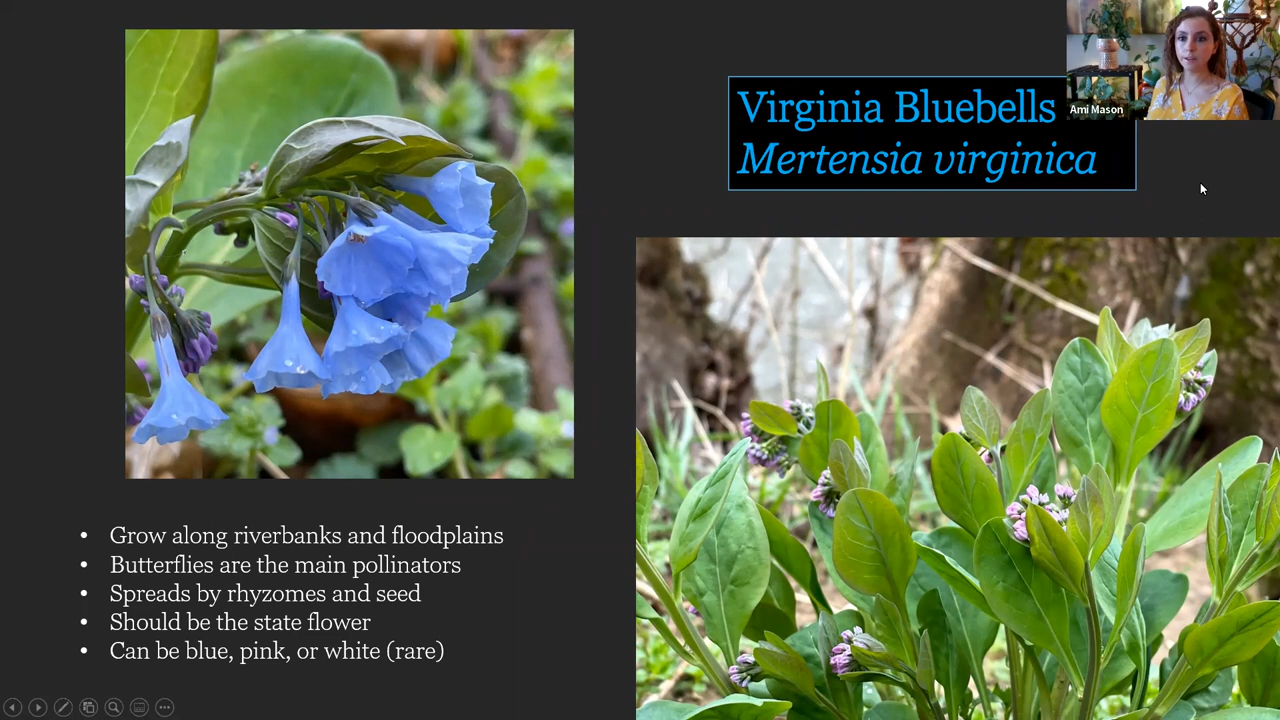 Virginia Bluebells
Mertensia virginica
Ami Mason
• Grow along riverbanks and floodplains
• Butterflies are the main pollinators
• Spreads by rhyzomes and seed
• Should be the state flower
• Can be blue, pink, or white (rare)